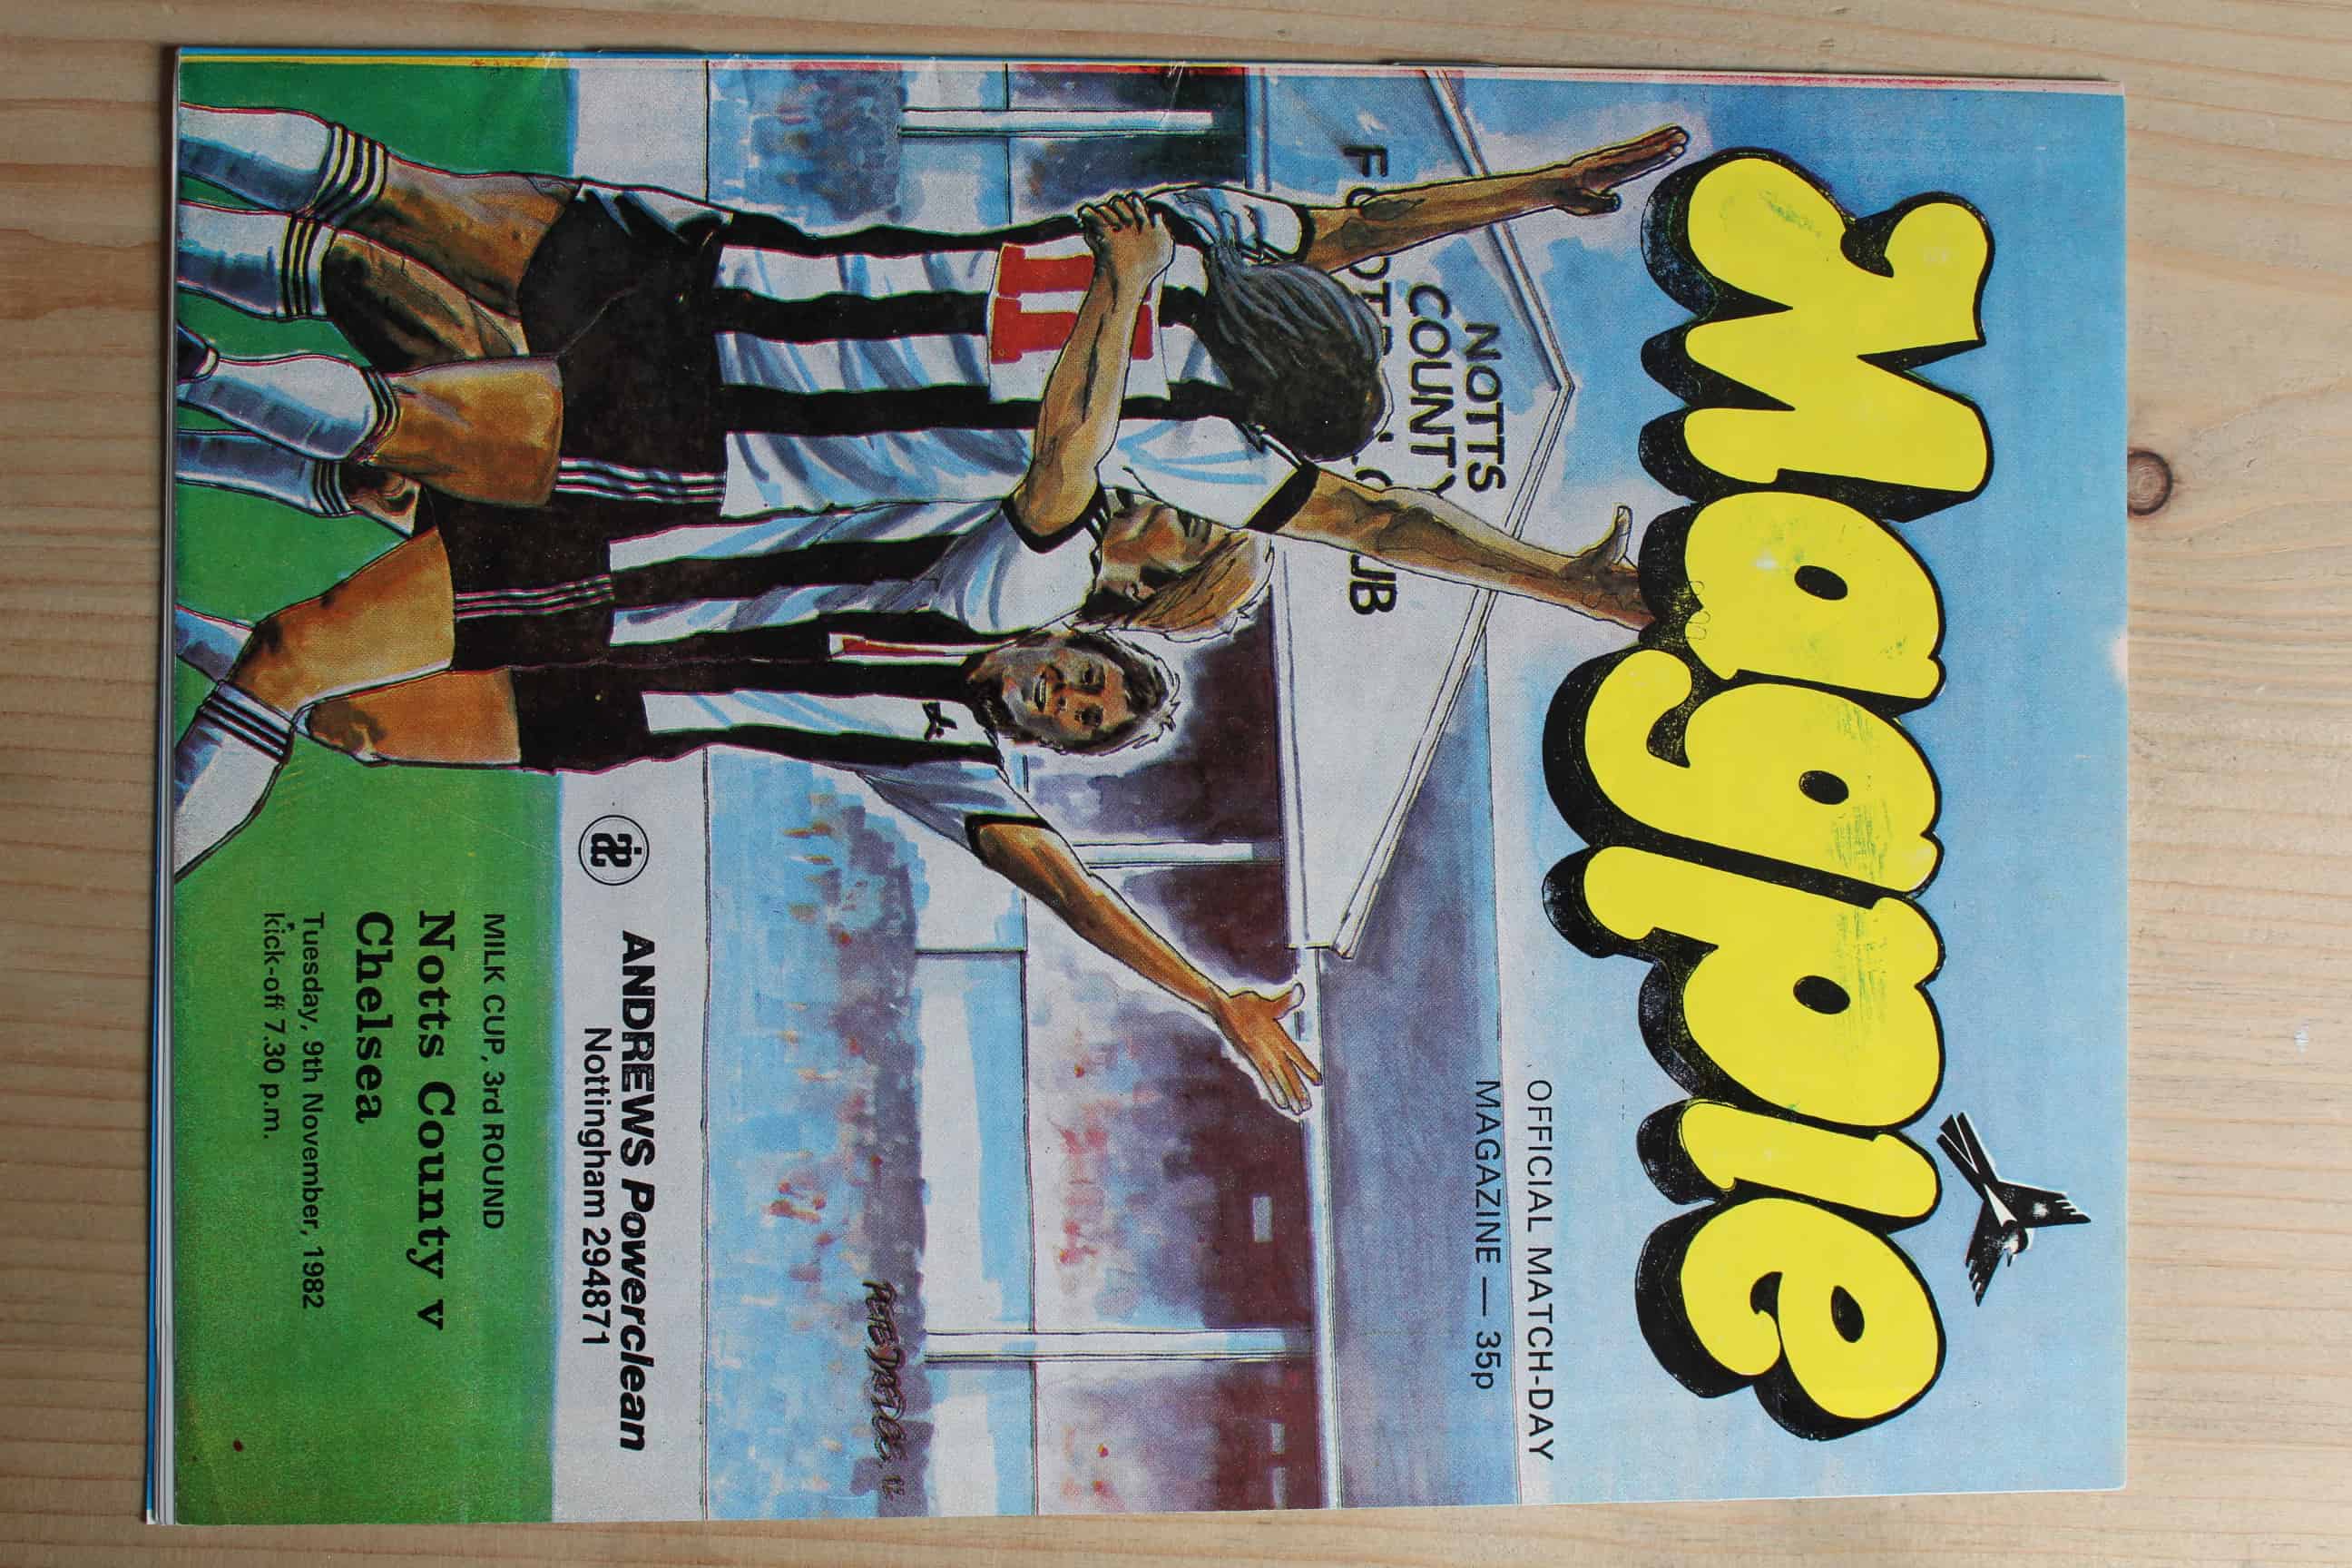 Magpie
OFFICIAL MATCH-DAY
MAGAZINE — 35p
NOTTS
COUNTY
11
ANDREWS Powerclean
Nottingham 294871
MILK CUP, 3rd ROUND
Notts County v
Chelsea
Tuesday, 9th November, 1982
kick-off 7.30 p.m.